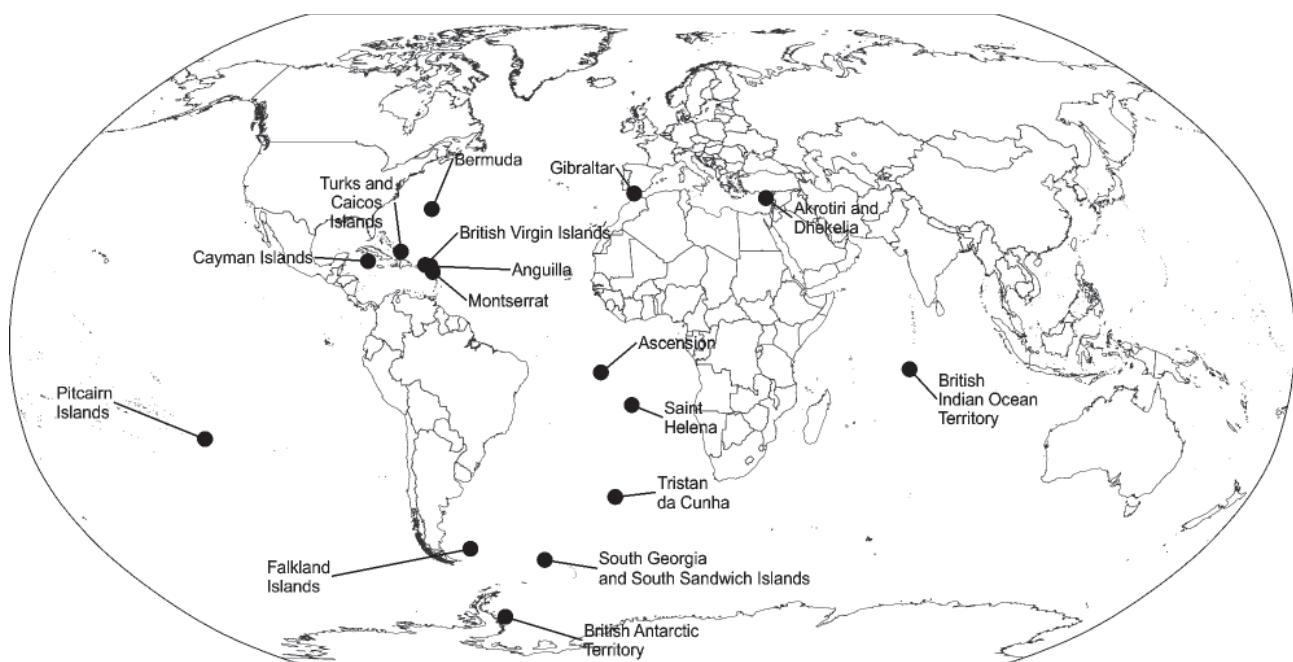 Bermuda
Turks and
Caicos
Islands
Gibraltar
Akrotiri and
Dhekelia
British Virgin Islands
Cayman Islands
Anguilla
Montserrat
Ascension
British
Indian Ocean
Territory
Pitcairn
Islands
Saint
Helena
Tristan
da Cunha
Falkland
Islands
South Georgia
and South Sandwich Islands
British Antarctic
Territory